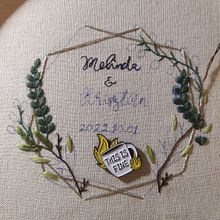 Melinda
&
Krisztián
2022.10.01
THIS IS
FINE